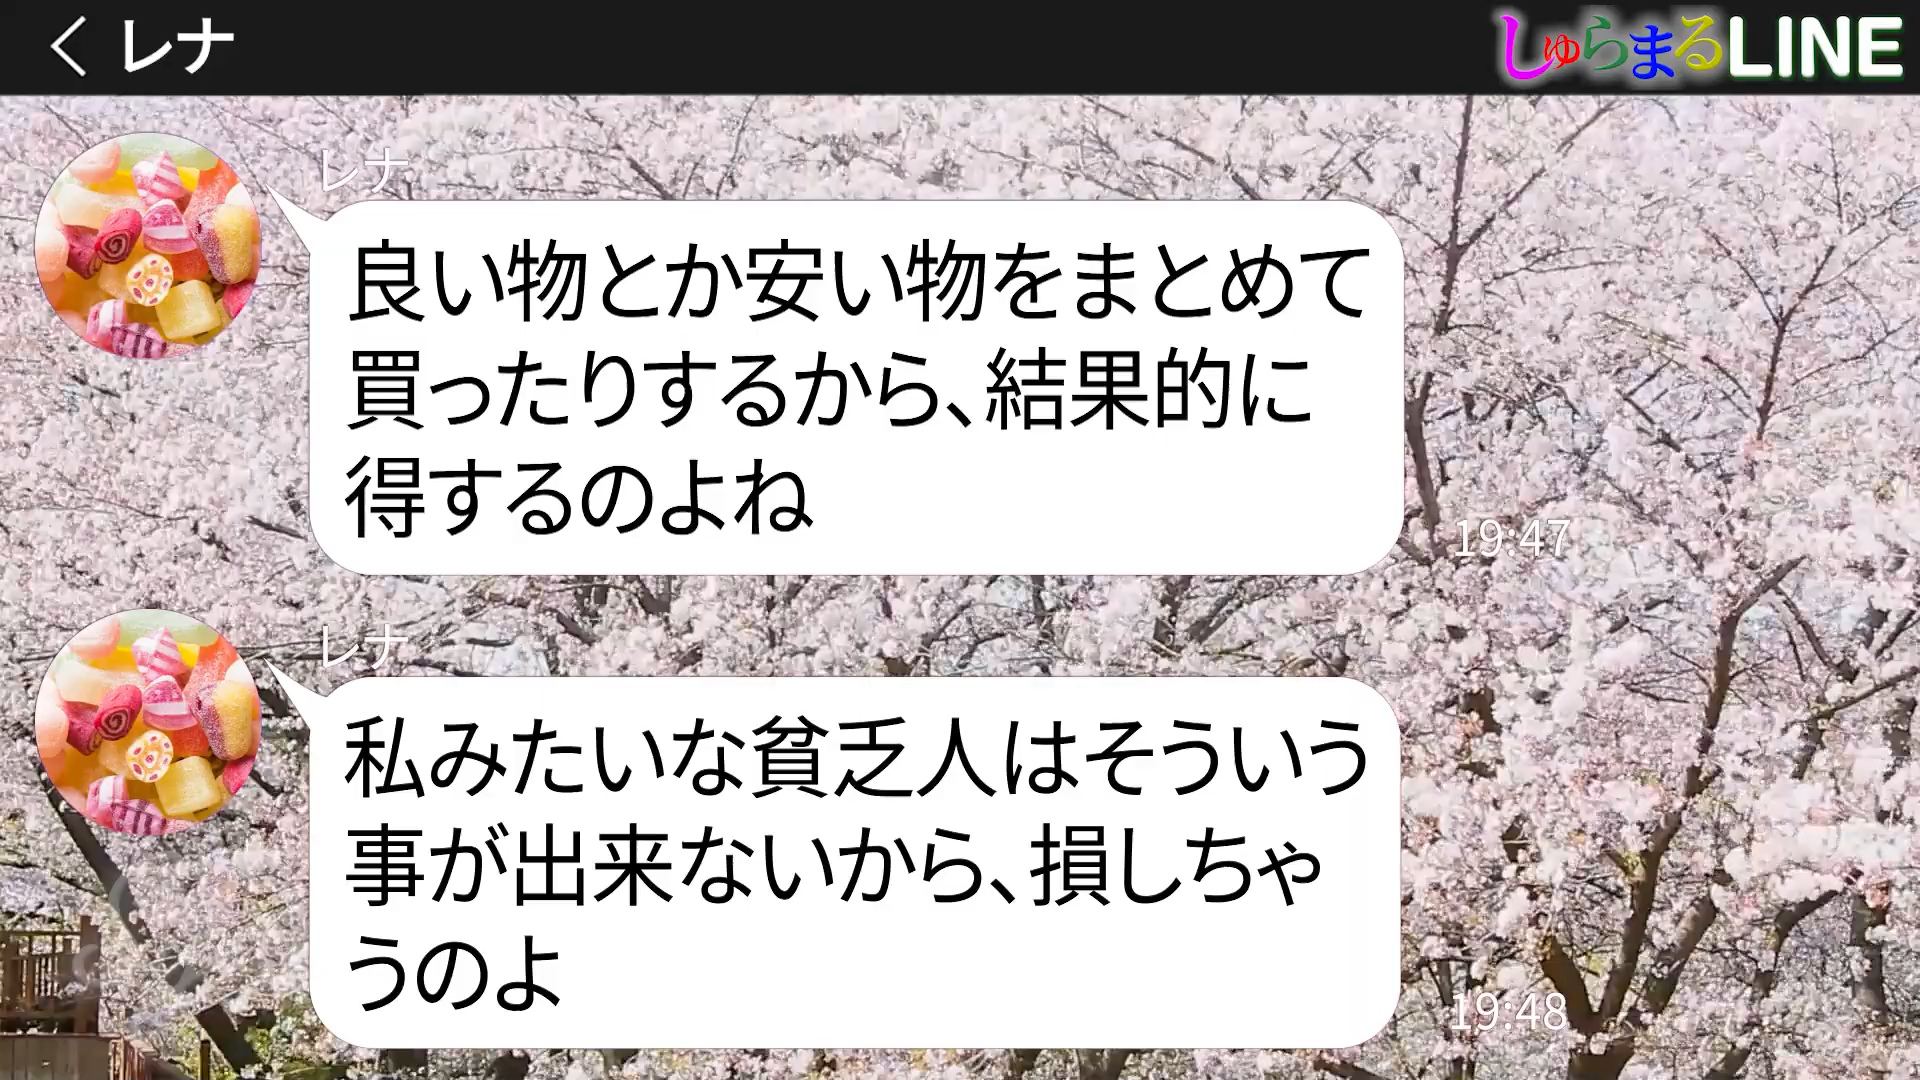 レナ
しゅらまるLINE
レナ
良い物とか安い物をまとめて
買ったりするから、結果的に
得するのよね
19:47
レナ
私みたいな貧乏人はそういう
事が出来ないから、損しちゃ
うのよ
19:48